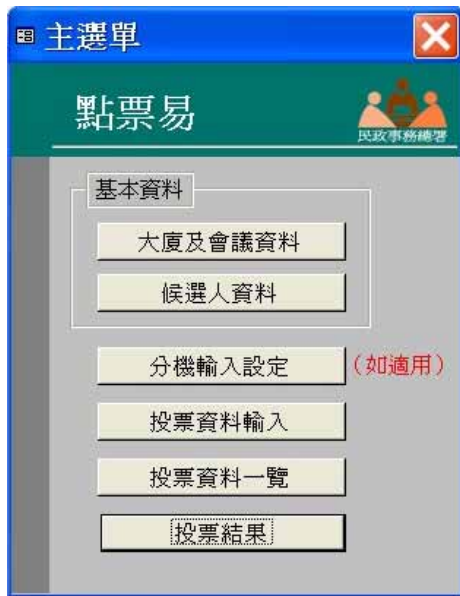 主選單
點票易
民政事務總署
基本資料
大廈及會議資料
候選人資料
分機輸入設定 (如適用)
投票資料輸入
投票資料一覽
投票結果